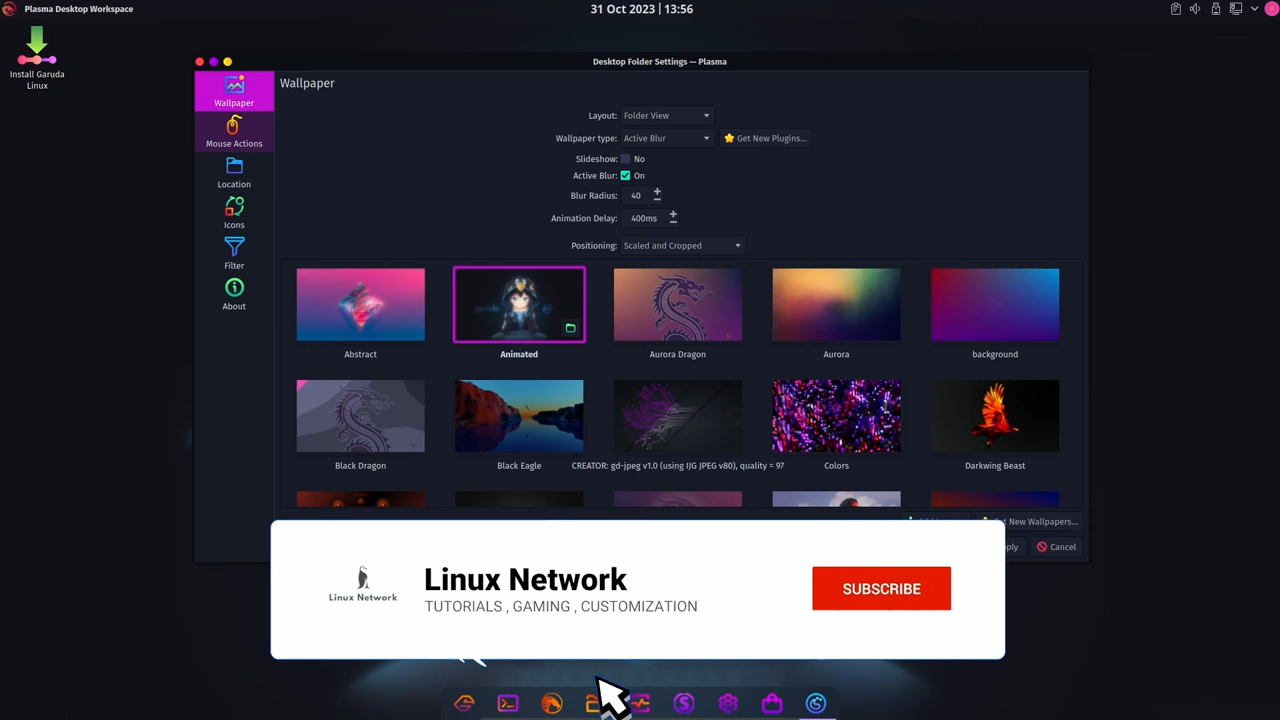 Plasma Desktop Workspace
31 Oct 2023 | 13:56
Install Garuda
Linux
Desktop Folder Settings — Plasma
Wallpaper
Mouse Actions
Location
Icons
Filter
About
Wallpaper
Layout: Folder View
Wallpaper type: Active Blur Get New Plugins...
Slideshow: No
Active Blur: On
Blur Radius: 40
Animation Delay: 400ms
Positioning: Scaled and Cropped
Abstract Animated Aurora Dragon Aurora background
Black Dragon Black Eagle CREATOR: gd-jpeg v1.0 (using IJG JPEG v80), quality = 97 Colors Darkwing Beast
New Wallpapers...
Cancel
Linux Network
Linux Network
TUTORIALS , GAMING , CUSTOMIZATION
SUBSCRIBE